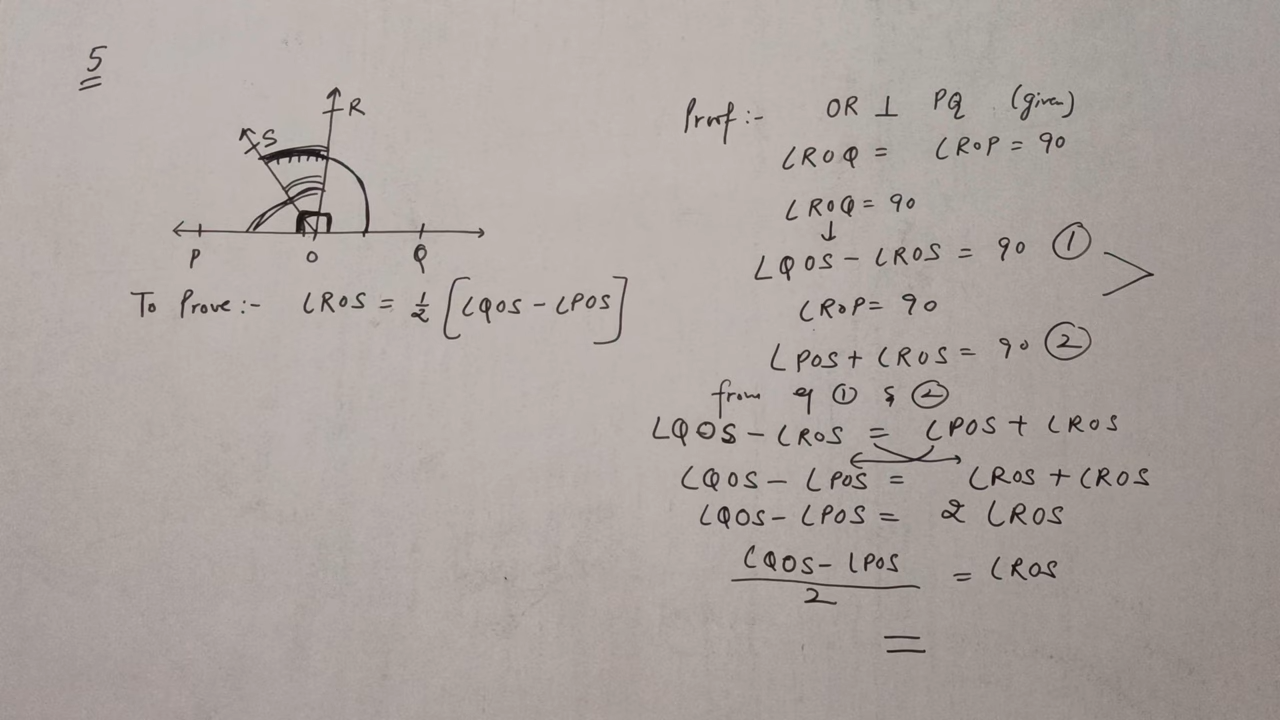 5
R
S
P O Q
To Prove :- ∠ROS = 1/2 [∠QOS - ∠POS]
Proof :- OR ⊥ PQ (given)
∠ROQ = ∠ROP = 90
∠ROQ = 90
↓
∠QOS - ∠ROS = 90 ①
∠ROP = 90
∠POS + ∠ROS = 90 ②
from eq ① & ②
∠QOS - ∠ROS = ∠POS + ∠ROS
∠QOS - ∠POS = ∠ROS + ∠ROS
∠QOS - ∠POS = 2 ∠ROS
(∠QOS - ∠POS)/2 = ∠ROS